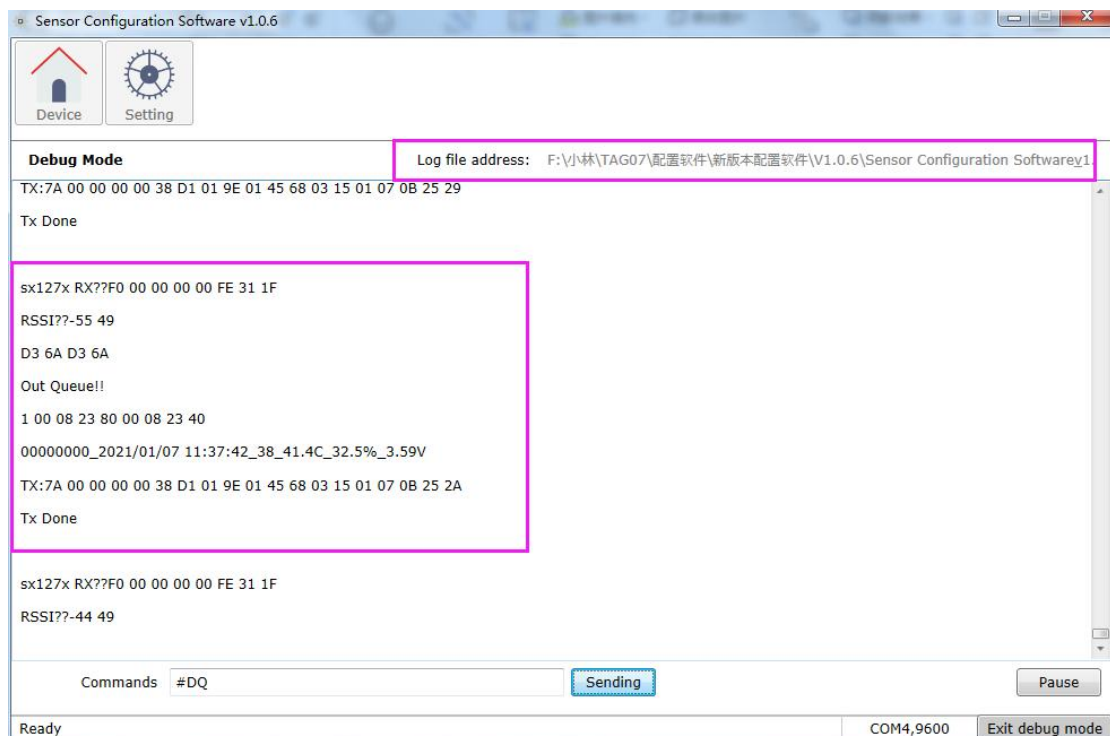 Sensor Configuration Software v1.0.6
Device
Setting
Debug Mode
Log file address: F:\小林\TAG07\配置软件\新版本配置软件\V1.0.6\Sensor Configuration Softwarev1.
TX:7A 00 00 00 00 38 D1 01 9E 01 45 68 03 15 01 07 0B 25 29
Tx Done
sx127x RX??F0 00 00 00 00 FE 31 1F
RSSI??-55 49
D3 6A D3 6A
Out Queue!!
1 00 08 23 80 00 08 23 40
00000000_2021/01/07 11:37:42_38_41.4C_32.5%_3.59V
TX:7A 00 00 00 00 38 D1 01 9E 01 45 68 03 15 01 07 0B 25 2A
Tx Done
sx127x RX??F0 00 00 00 00 FE 31 1F
RSSI??-44 49
Commands #DQ Sending Pause
Ready COM4,9600 Exit debug mode